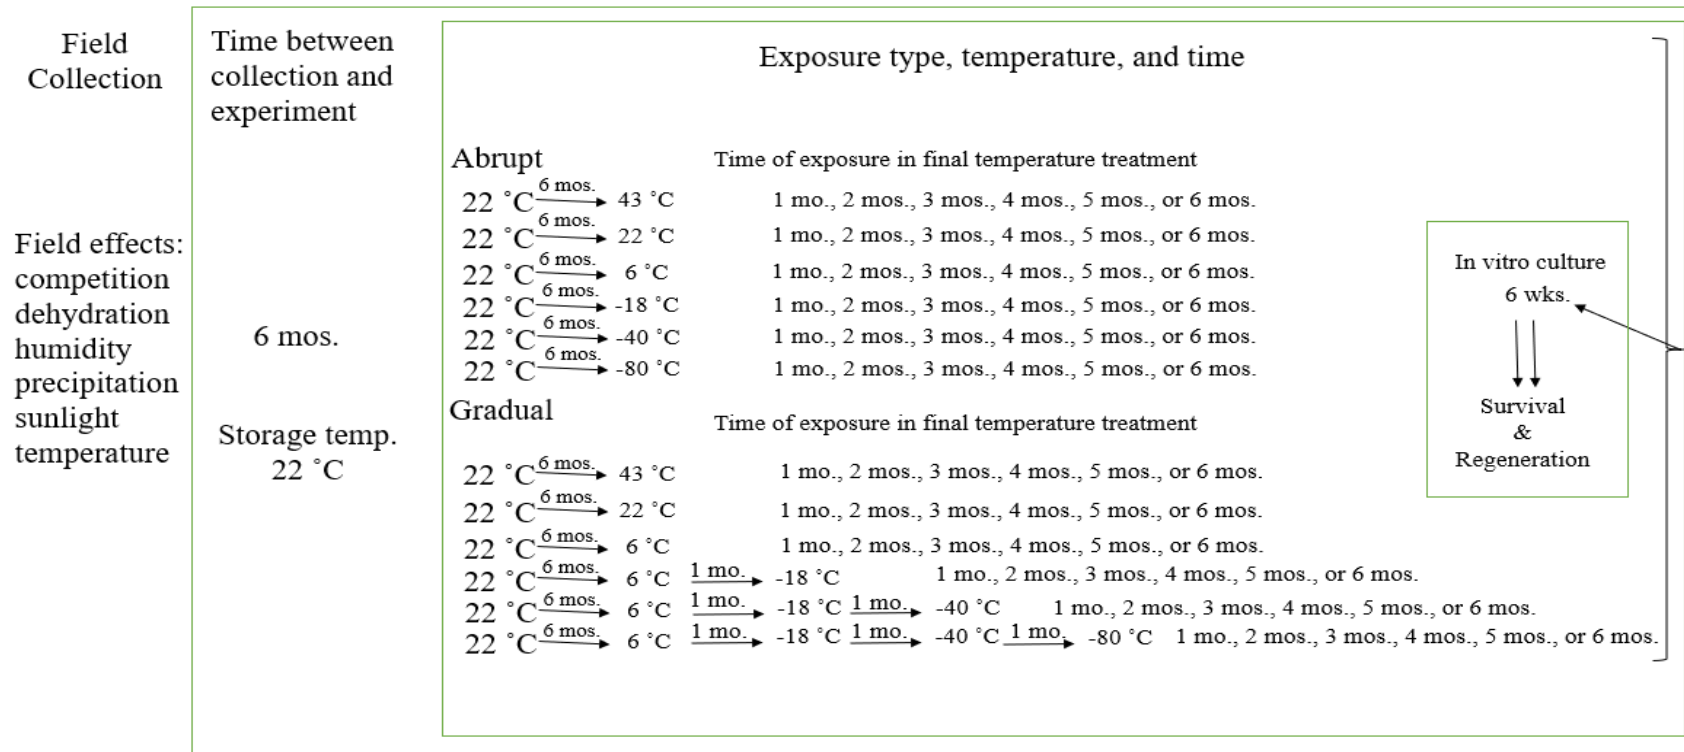 Field
Collection
Field effects:
competition
dehydration
humidity
precipitation
sunlight
temperature
Time between
collection and
experiment
6 mos.
Storage temp.
22 ˚C
Exposure type, temperature, and time
Abrupt
Time of exposure in final temperature treatment
22 ˚C 6 mos. 43 ˚C 1 mo., 2 mos., 3 mos., 4 mos., 5 mos., or 6 mos.
22 ˚C 6 mos. 22 ˚C 1 mo., 2 mos., 3 mos., 4 mos., 5 mos., or 6 mos.
22 ˚C 6 mos. 6 ˚C 1 mo., 2 mos., 3 mos., 4 mos., 5 mos., or 6 mos.
22 ˚C 6 mos. -18 ˚C 1 mo., 2 mos., 3 mos., 4 mos., 5 mos., or 6 mos.
22 ˚C 6 mos. -40 ˚C 1 mo., 2 mos., 3 mos., 4 mos., 5 mos., or 6 mos.
22 ˚C 6 mos. -80 ˚C 1 mo., 2 mos., 3 mos., 4 mos., 5 mos., or 6 mos.
Gradual
Time of exposure in final temperature treatment
22 ˚C 6 mos. 43 ˚C 1 mo., 2 mos., 3 mos., 4 mos., 5 mos., or 6 mos.
22 ˚C 6 mos. 22 ˚C 1 mo., 2 mos., 3 mos., 4 mos., 5 mos., or 6 mos.
22 ˚C 6 mos. 6 ˚C 1 mo., 2 mos., 3 mos., 4 mos., 5 mos., or 6 mos.
22 ˚C 6 mos. 6 ˚C 1 mo. -18 ˚C 1 mo., 2 mos., 3 mos., 4 mos., 5 mos., or 6 mos.
22 ˚C 6 mos. 6 ˚C 1 mo. -18 ˚C 1 mo. -40 ˚C 1 mo., 2 mos., 3 mos., 4 mos., 5 mos., or 6 mos.
22 ˚C 6 mos. 6 ˚C 1 mo. -18 ˚C 1 mo. -40 ˚C 1 mo. -80 ˚C 1 mo., 2 mos., 3 mos., 4 mos., 5 mos., or 6 mos.
In vitro culture
6 wks.
Survival
&
Regeneration